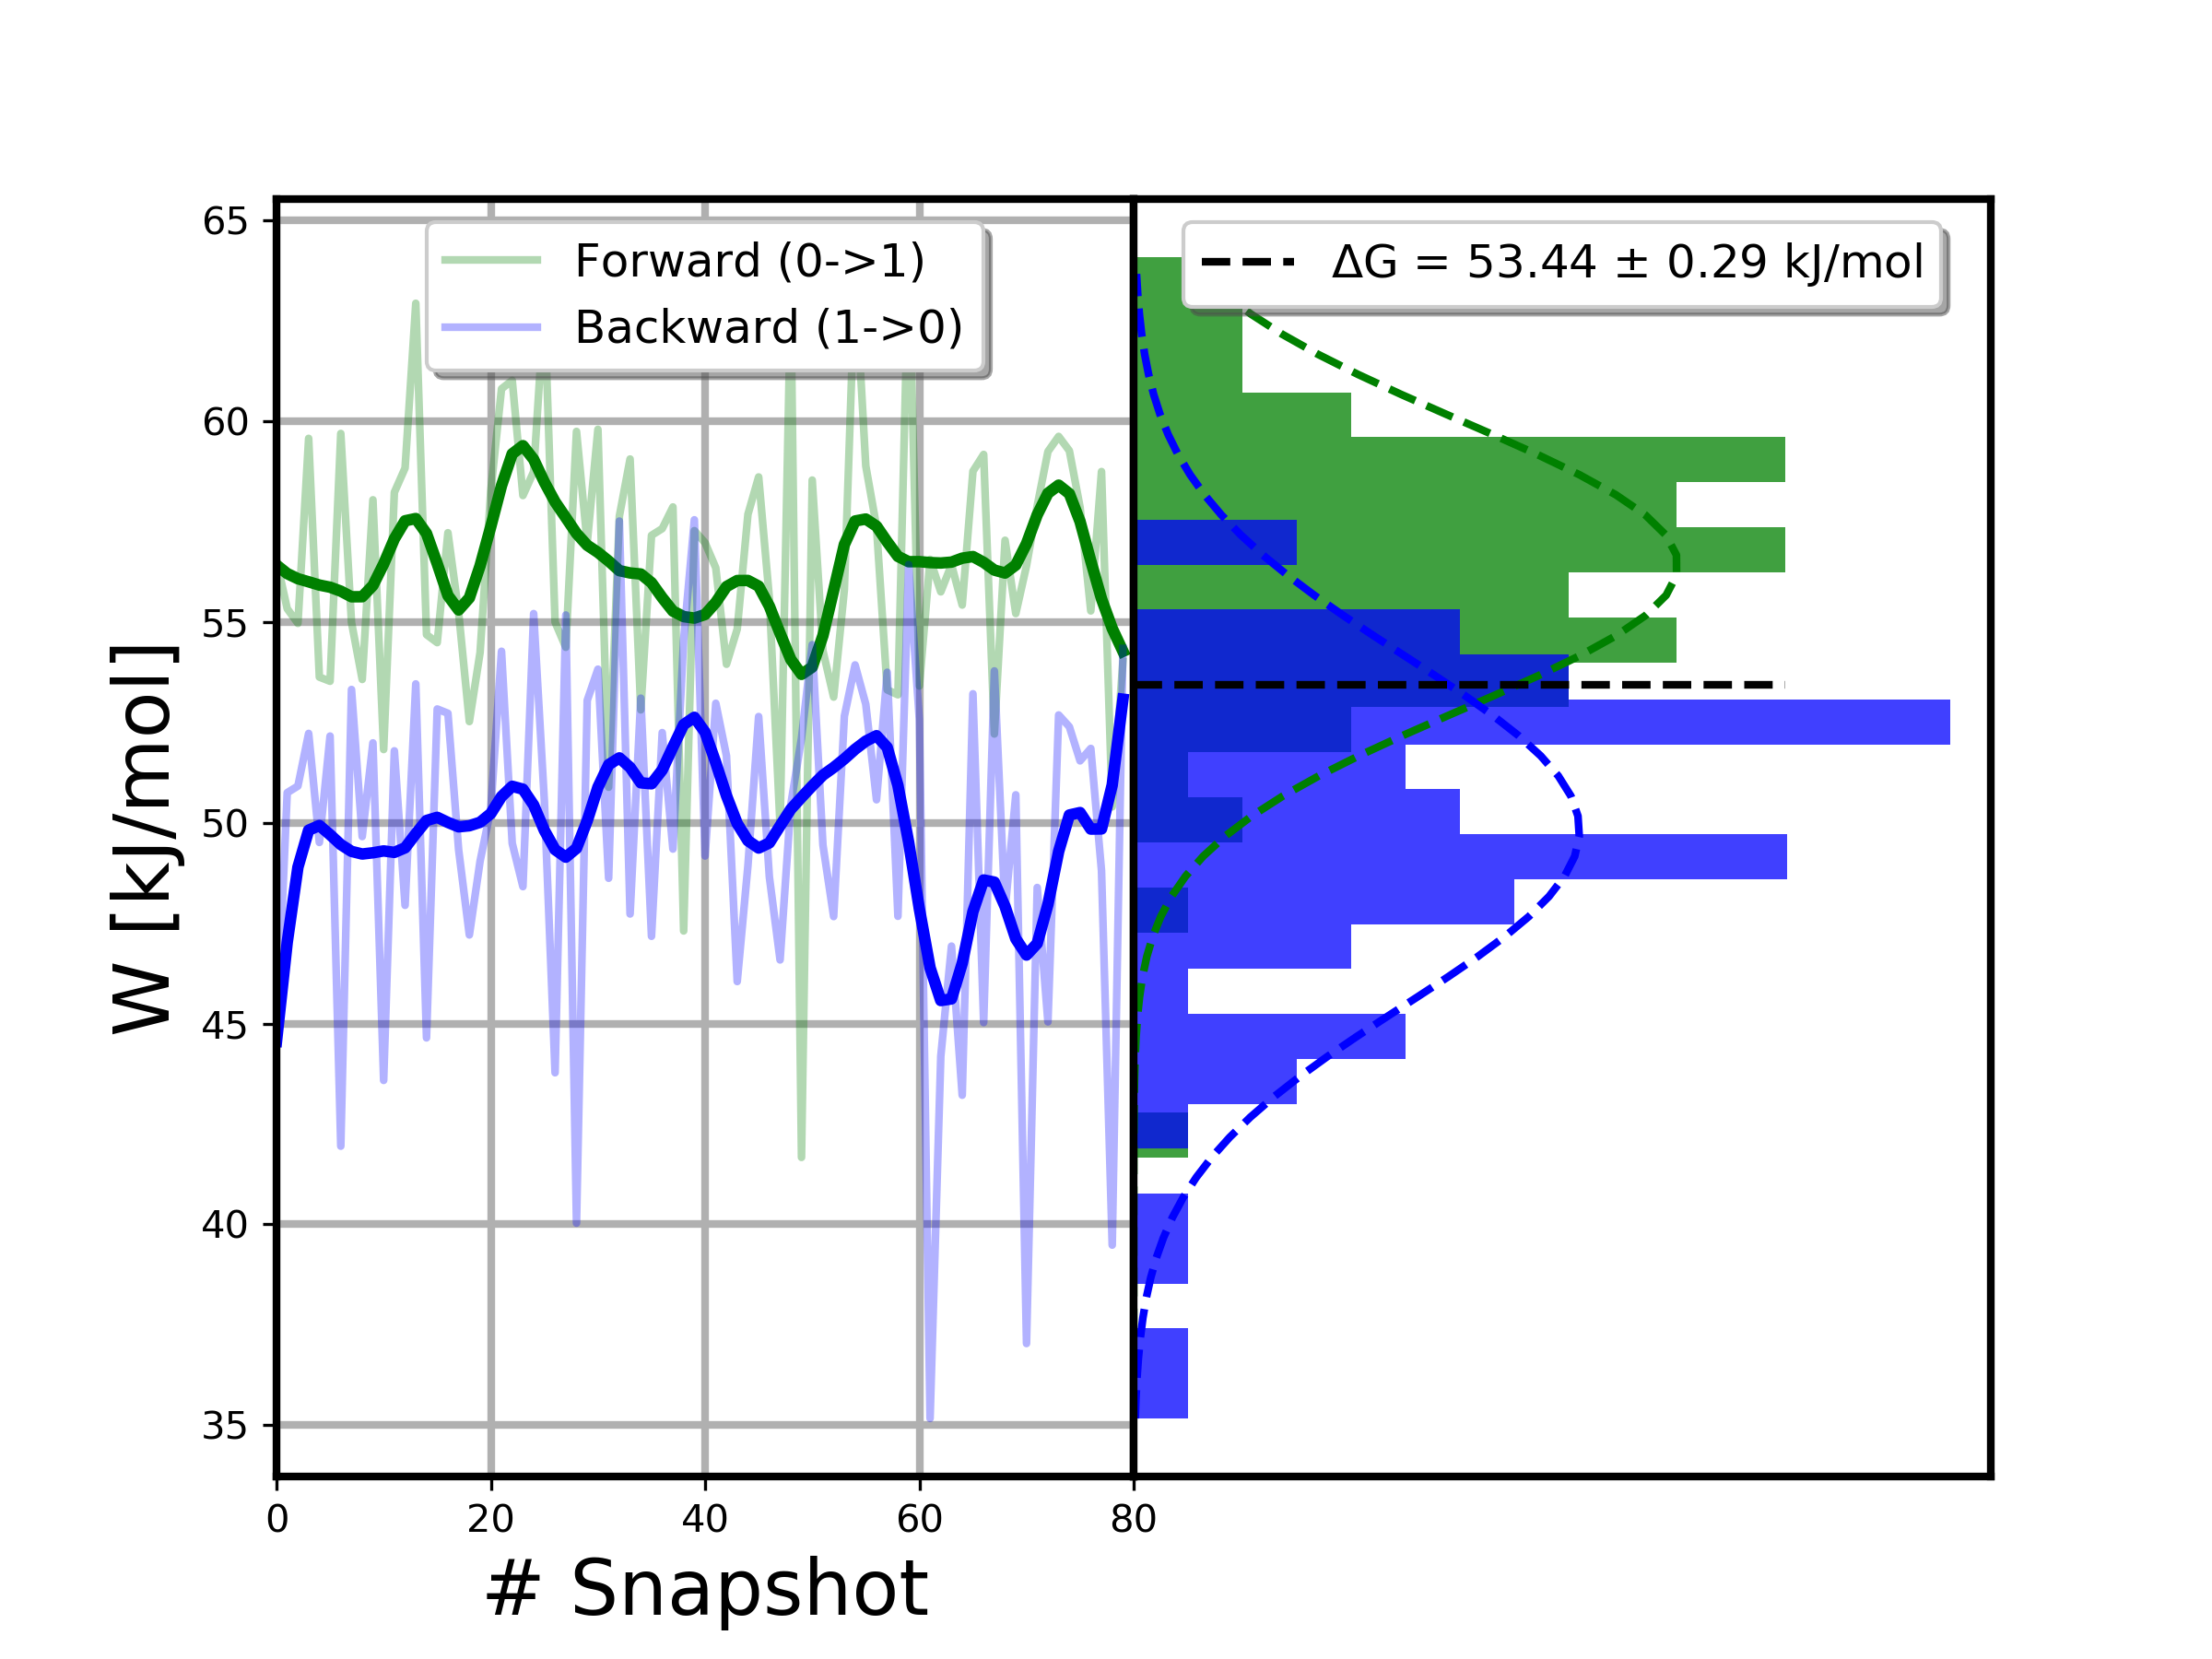 65
60
55
50
45
40
35
W [kJ/mol]
Forward (0->1)
Backward (1->0)
ΔG = 53.44 ± 0.29 kJ/mol
0 20 40 60 80
# Snapshot